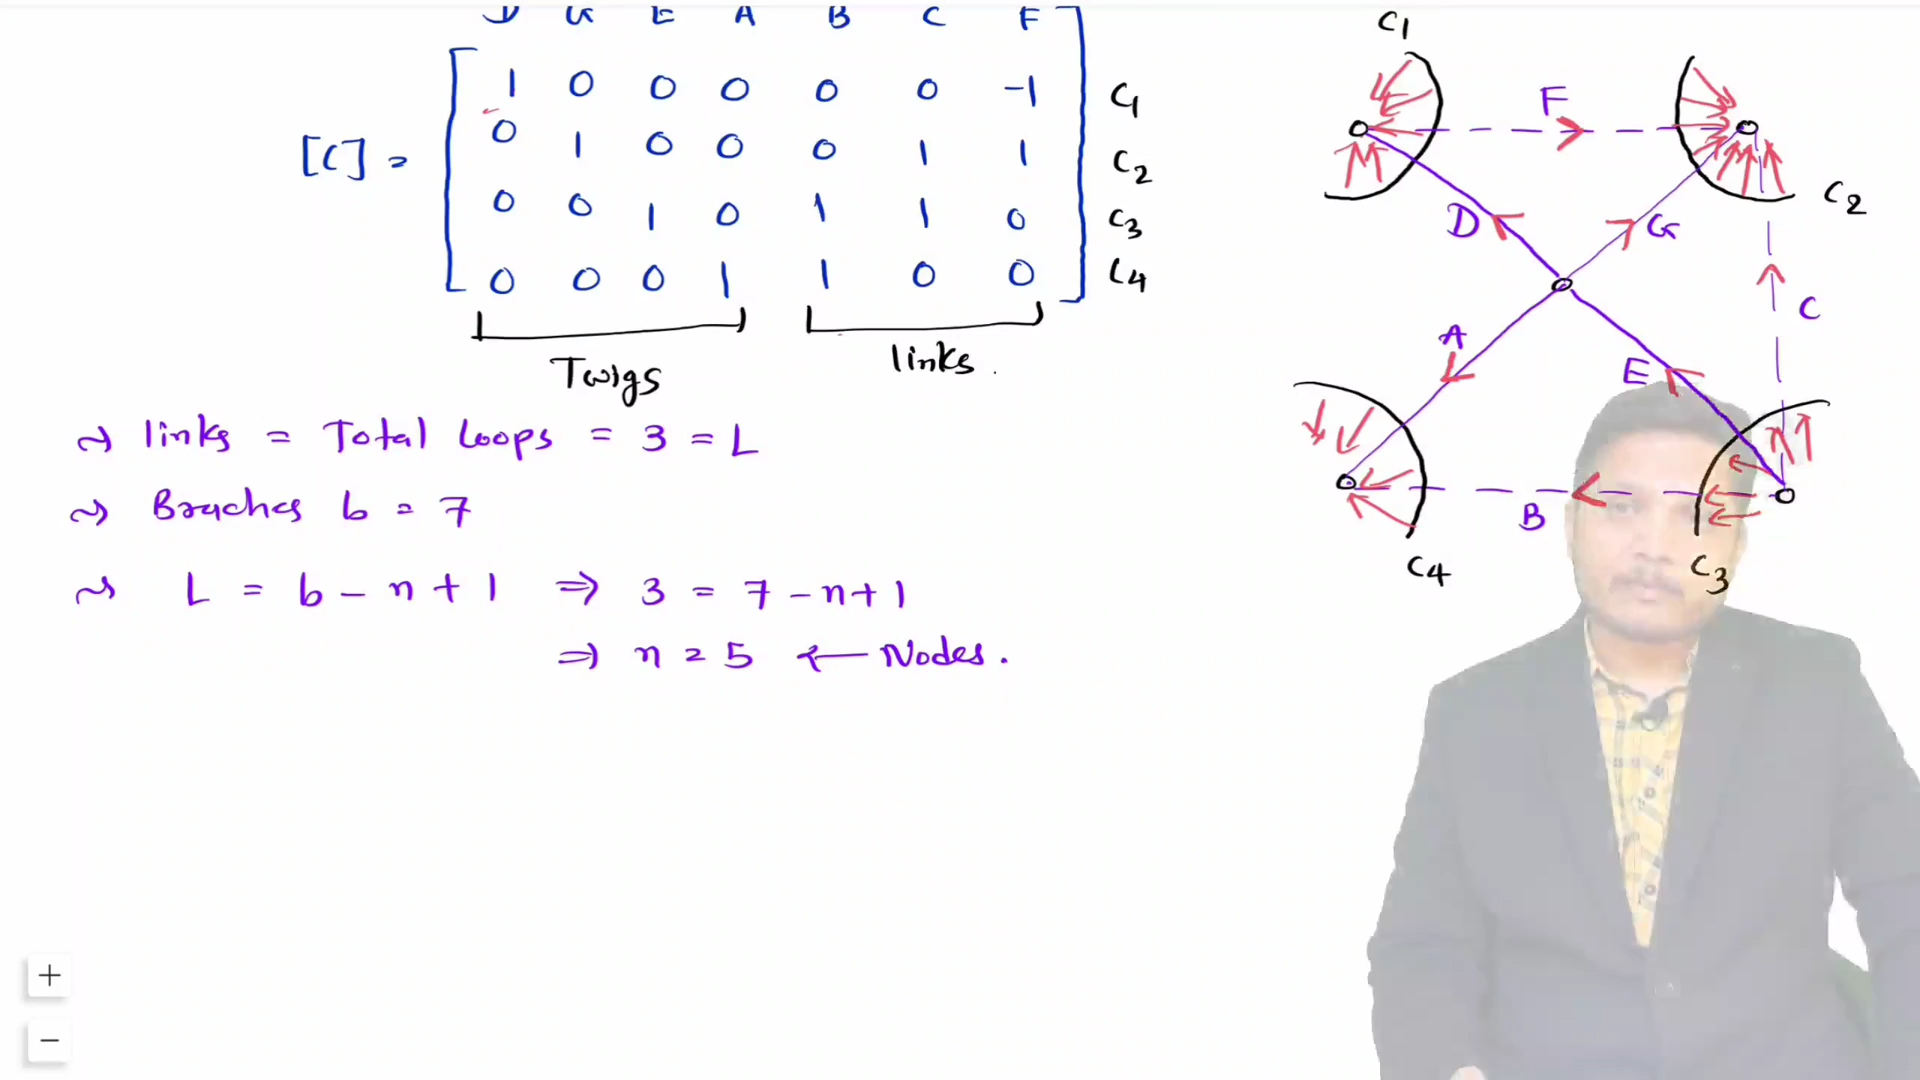 D G E A B C F
1 0 0 0 0 0 -1 C1
0 1 0 0 0 1 1 C2
[C] =
0 0 1 0 1 1 0 C3
0 0 0 1 1 0 0 C4
Twigs
links.
~> links = Total Loops = 3 = L
~> Braches b = 7
~> L = b - n + 1 => 3 = 7 - n + 1
=> n = 5 <- Nodes.
C1
F
C2
D
G
C
A
E
B
C4
C3
+
-